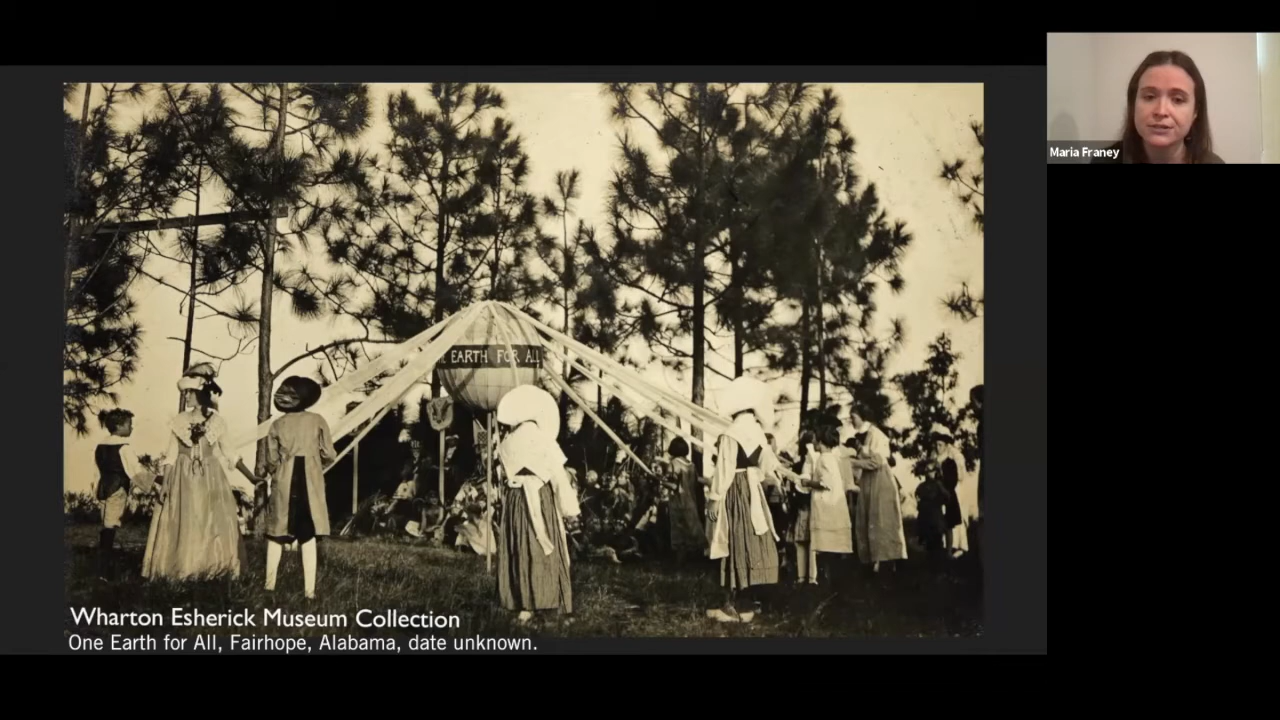 EARTH FOR ALL
Maria Franey
Wharton Esherick Museum Collection
One Earth for All, Fairhope, Alabama, date unknown.